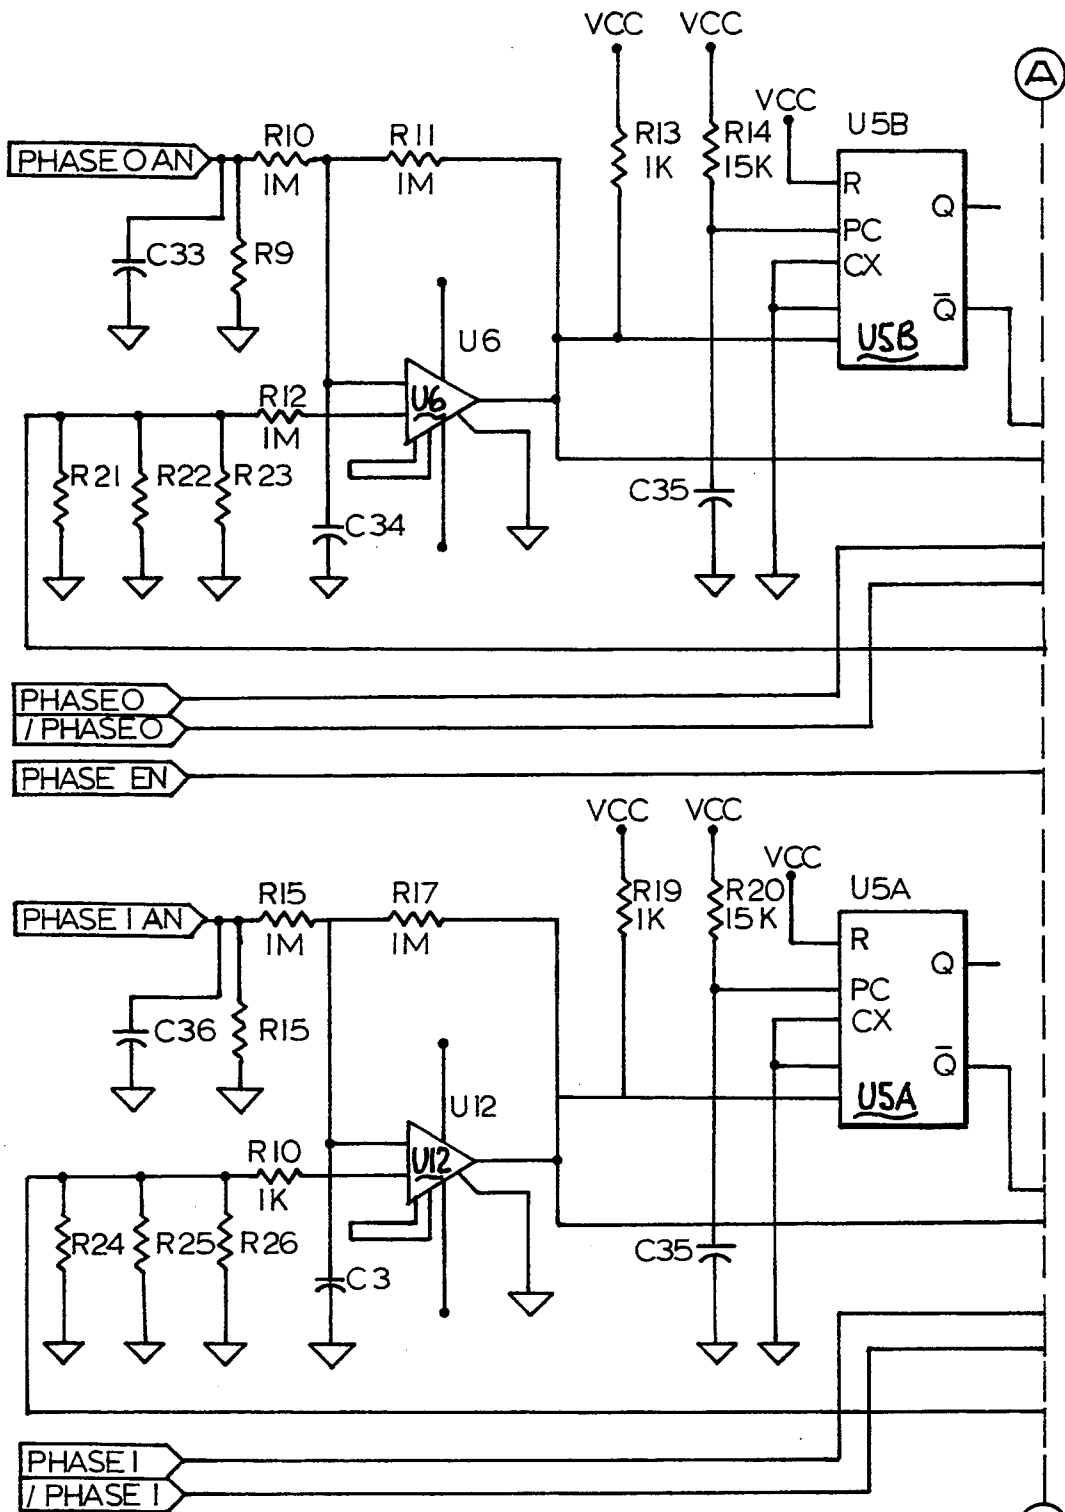 VCC VCC
A
VCC
U5B
R10
R11
R13
R14
PHASE0 AN
1M
1M
1K
15K
R
Q
PC
C33
R9
CX
Q̄
U6
U5B
R12
U6
1M
R21
R22
R23
C35
C34
PHASE0
/PHASE0
PHASE EN
VCC VCC
VCC
R15
R17
R19
R20
U5A
PHASE 1 AN
1M
1M
1K
15K
R
Q
PC
C36
R15
CX
Q̄
U12
U5A
R10
U12
1K
R24
R25
R26
C35
C3
PHASE 1
/PHASE 1